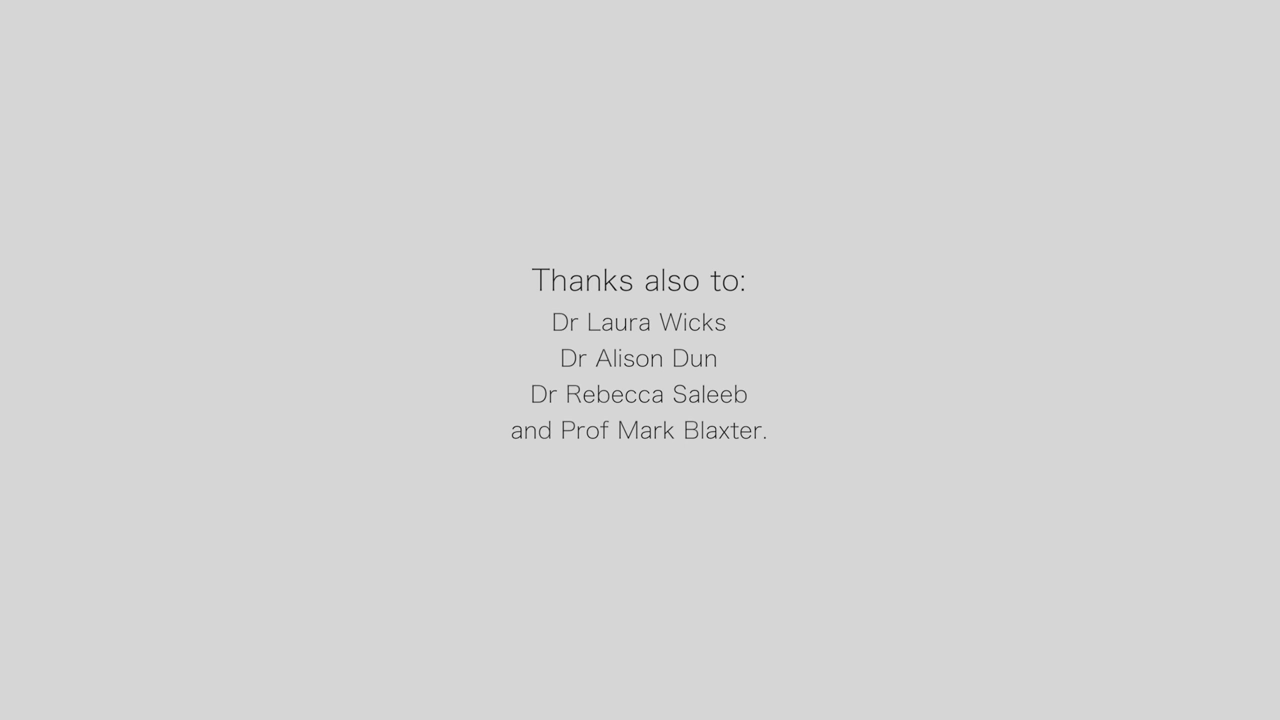 Thanks also to:
Dr Laura Wicks
Dr Alison Dun
Dr Rebecca Saleeb
and Prof Mark Blaxter.